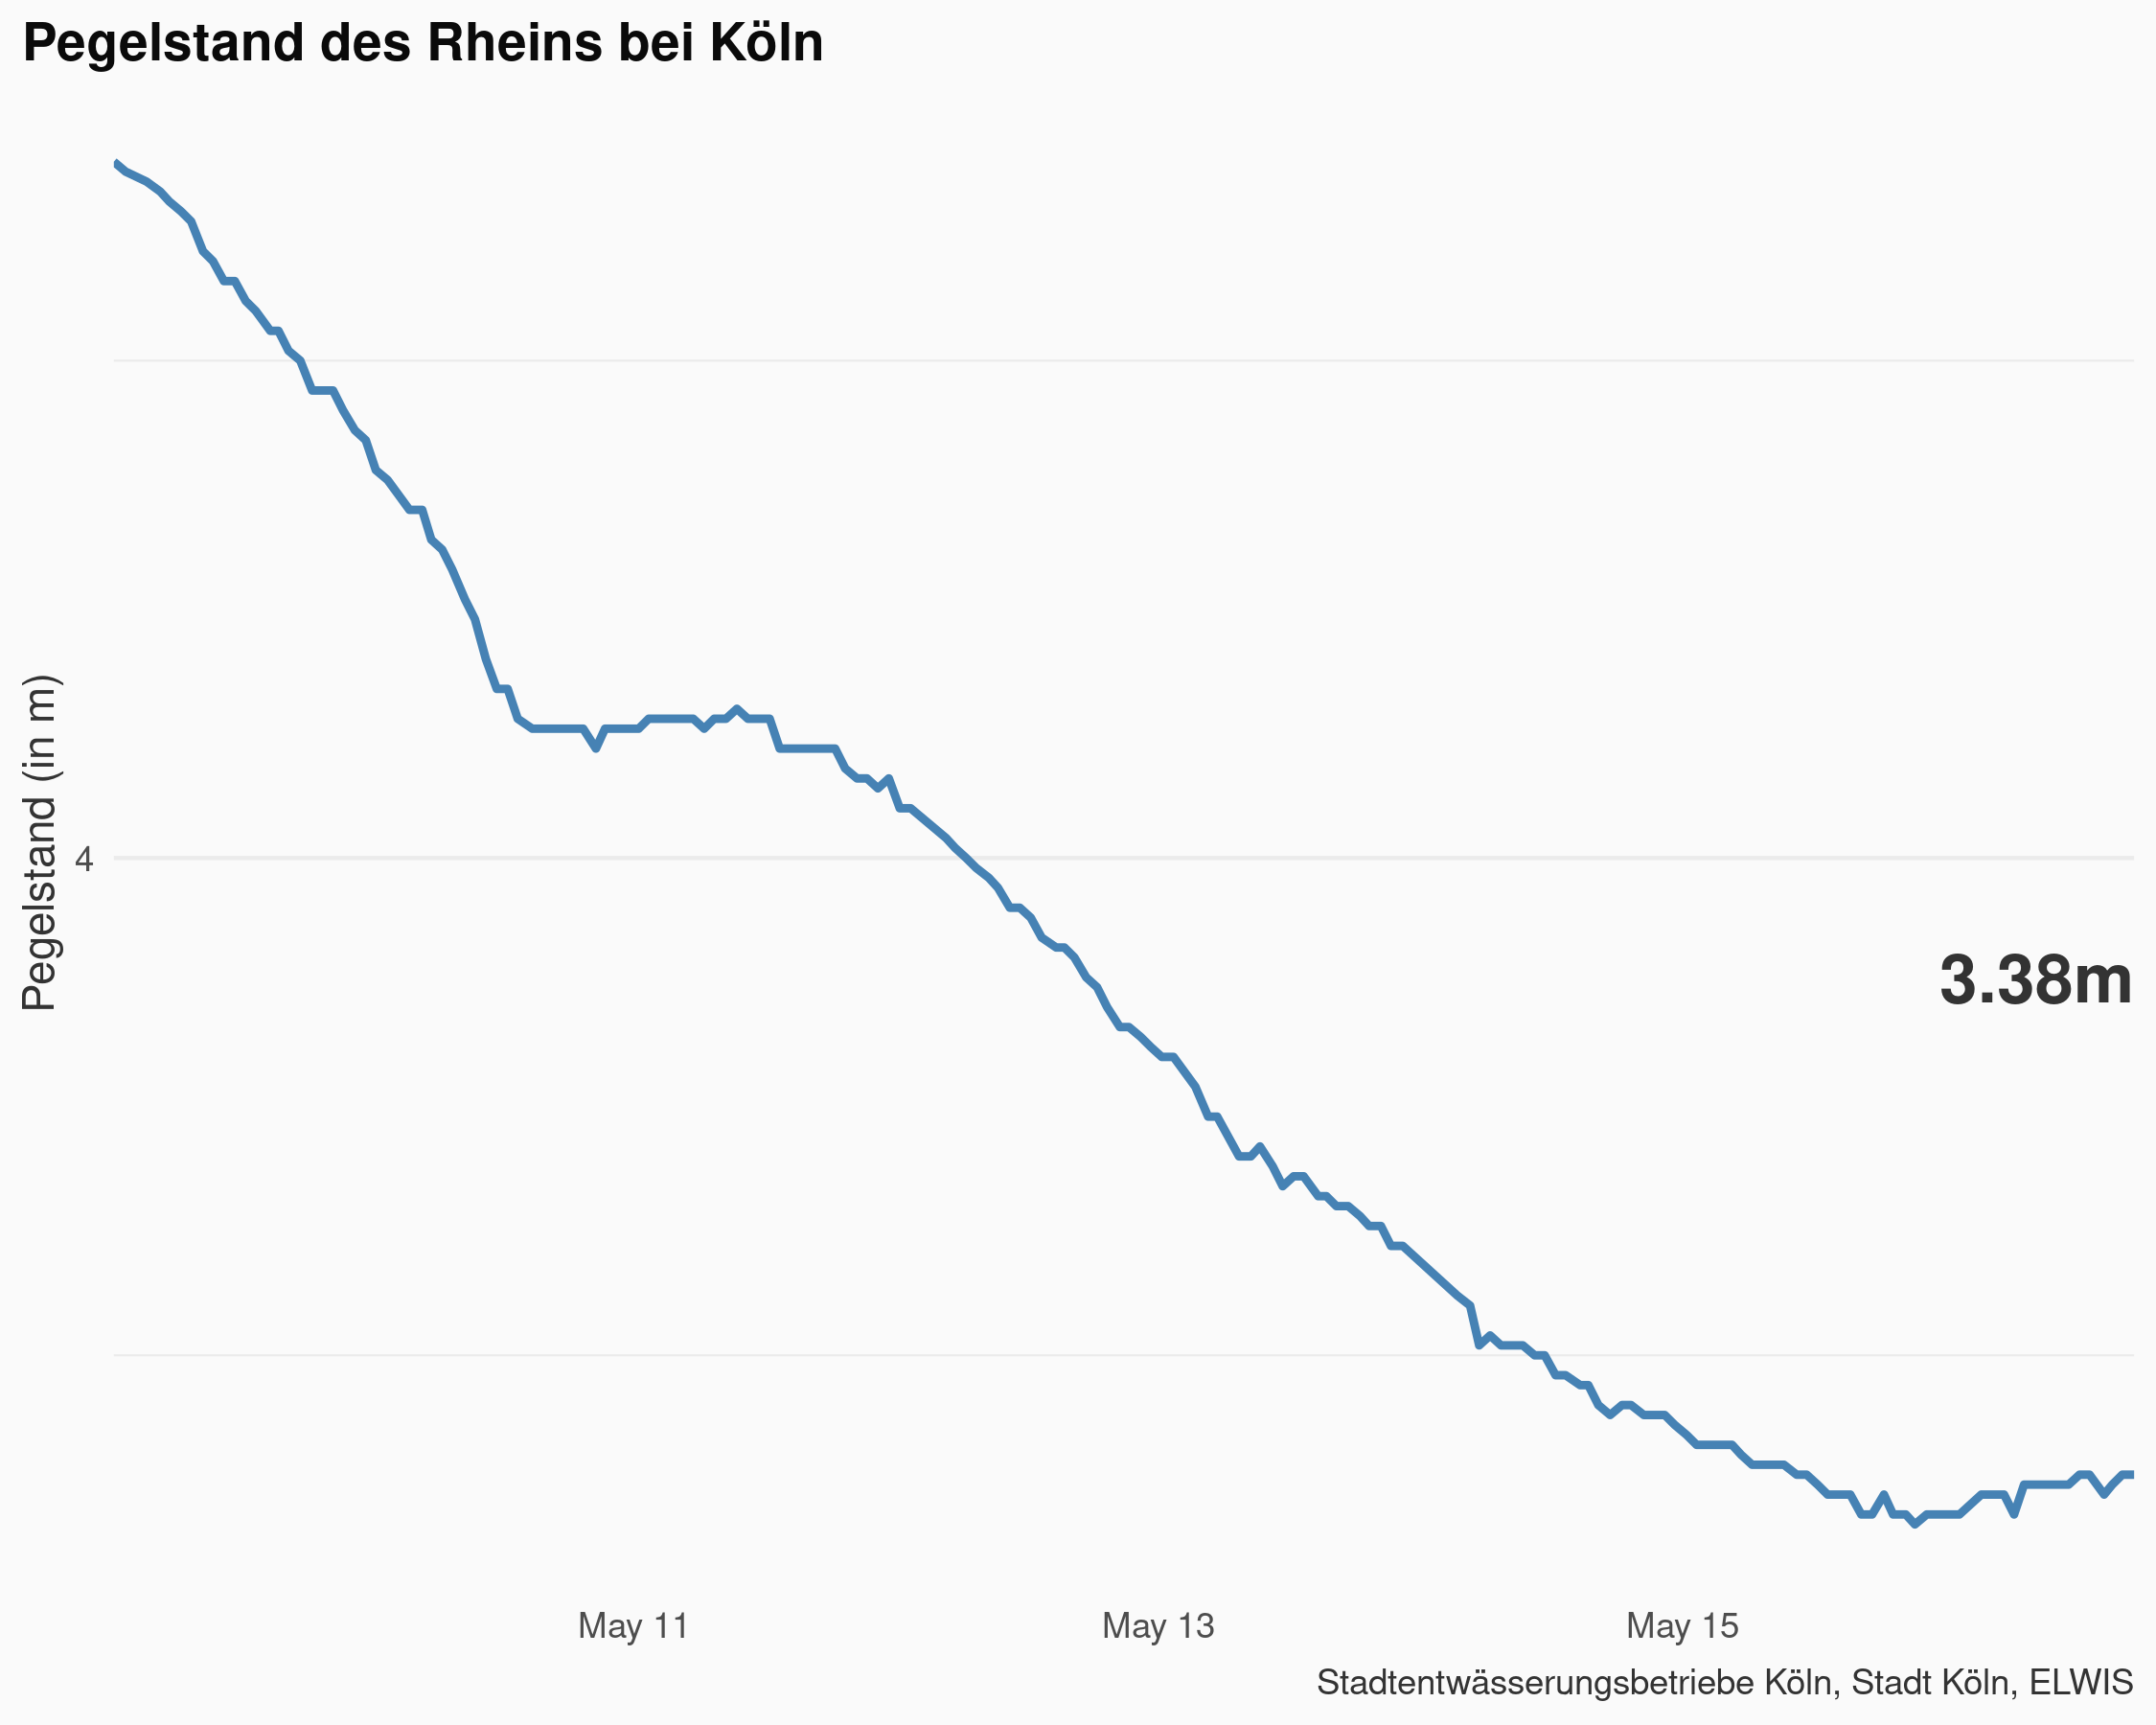 Pegelstand des Rheins bei Köln
Pegelstand (in m)
4
3.38m
May 11
May 13
May 15
Stadtentwässerungsbetriebe Köln, Stadt Köln, ELWIS